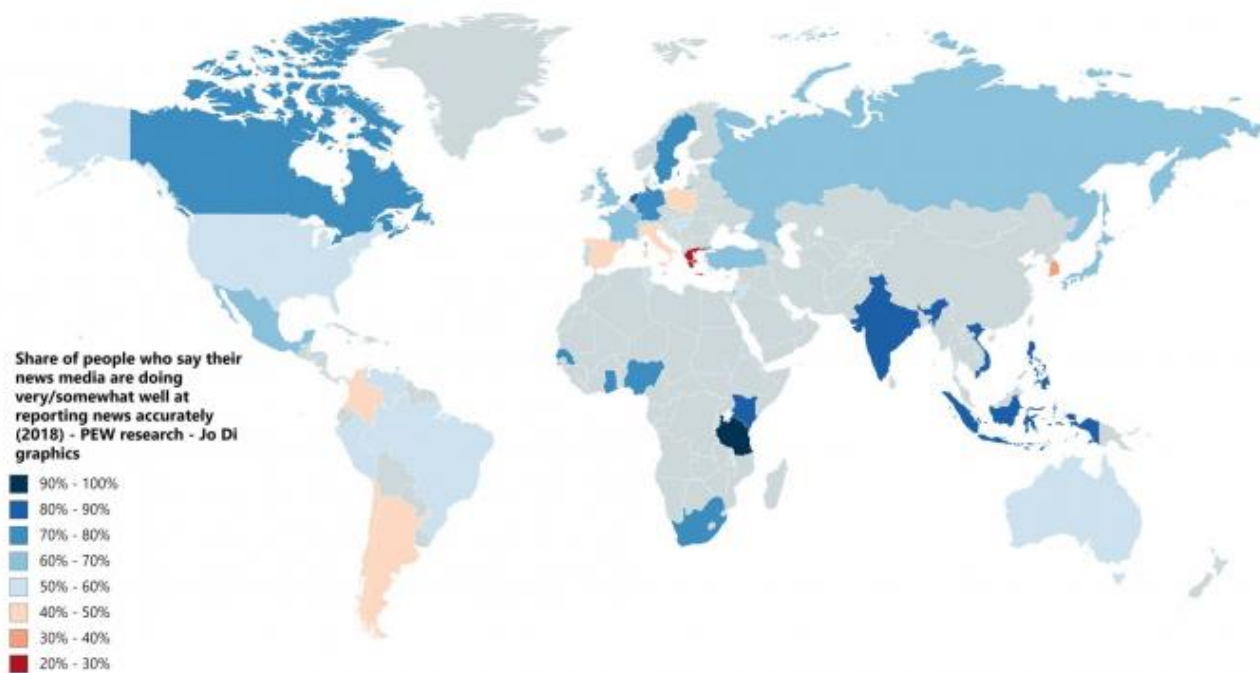 Share of people who say their
news media are doing
very/somewhat well at
reporting news accurately
(2018) - PEW research - Jo Di
graphics
90% - 100%
80% - 90%
70% - 80%
60% - 70%
50% - 60%
40% - 50%
30% - 40%
20% - 30%